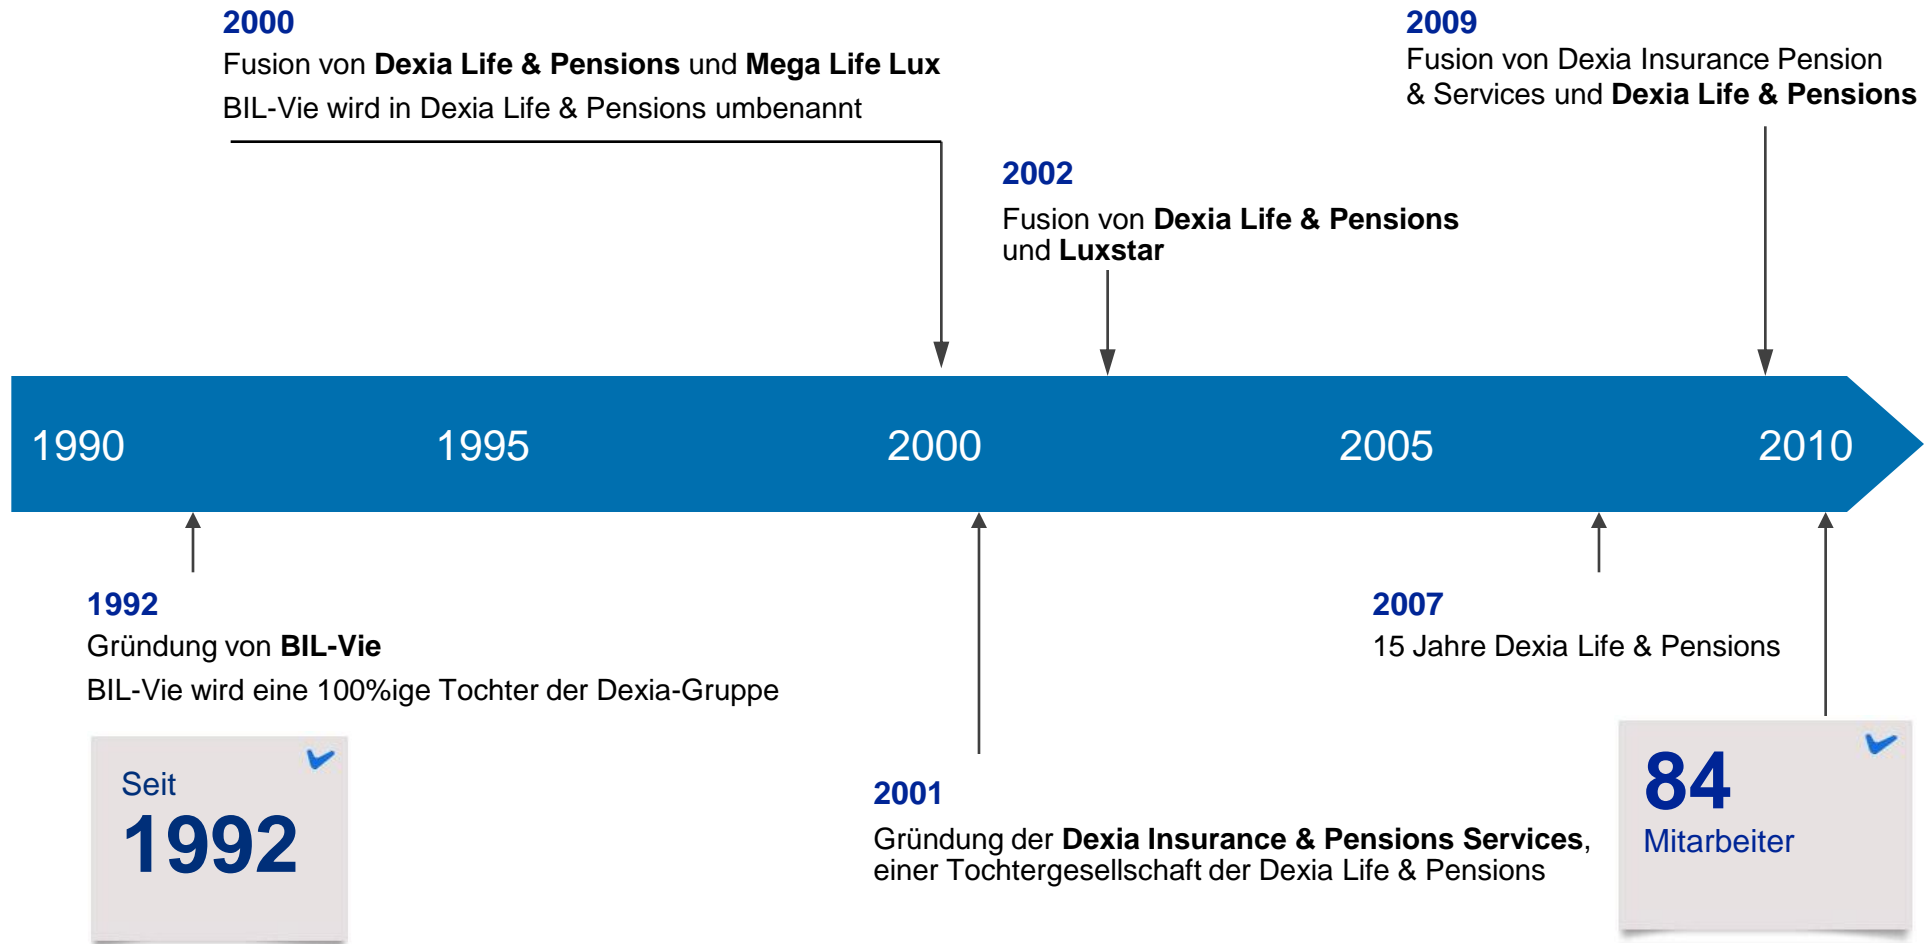 2000
Fusion von Dexia Life & Pensions und Mega Life Lux
BIL-Vie wird in Dexia Life & Pensions umbenannt
2009
Fusion von Dexia Insurance Pension
& Services und Dexia Life & Pensions
2002
Fusion von Dexia Life & Pensions
und Luxstar
1990 1995 2000 2005 2010
1992
Gründung von BIL-Vie
BIL-Vie wird eine 100%ige Tochter der Dexia-Gruppe
2007
15 Jahre Dexia Life & Pensions
Seit
1992
2001
Gründung der Dexia Insurance & Pensions Services,
einer Tochtergesellschaft der Dexia Life & Pensions
84
Mitarbeiter